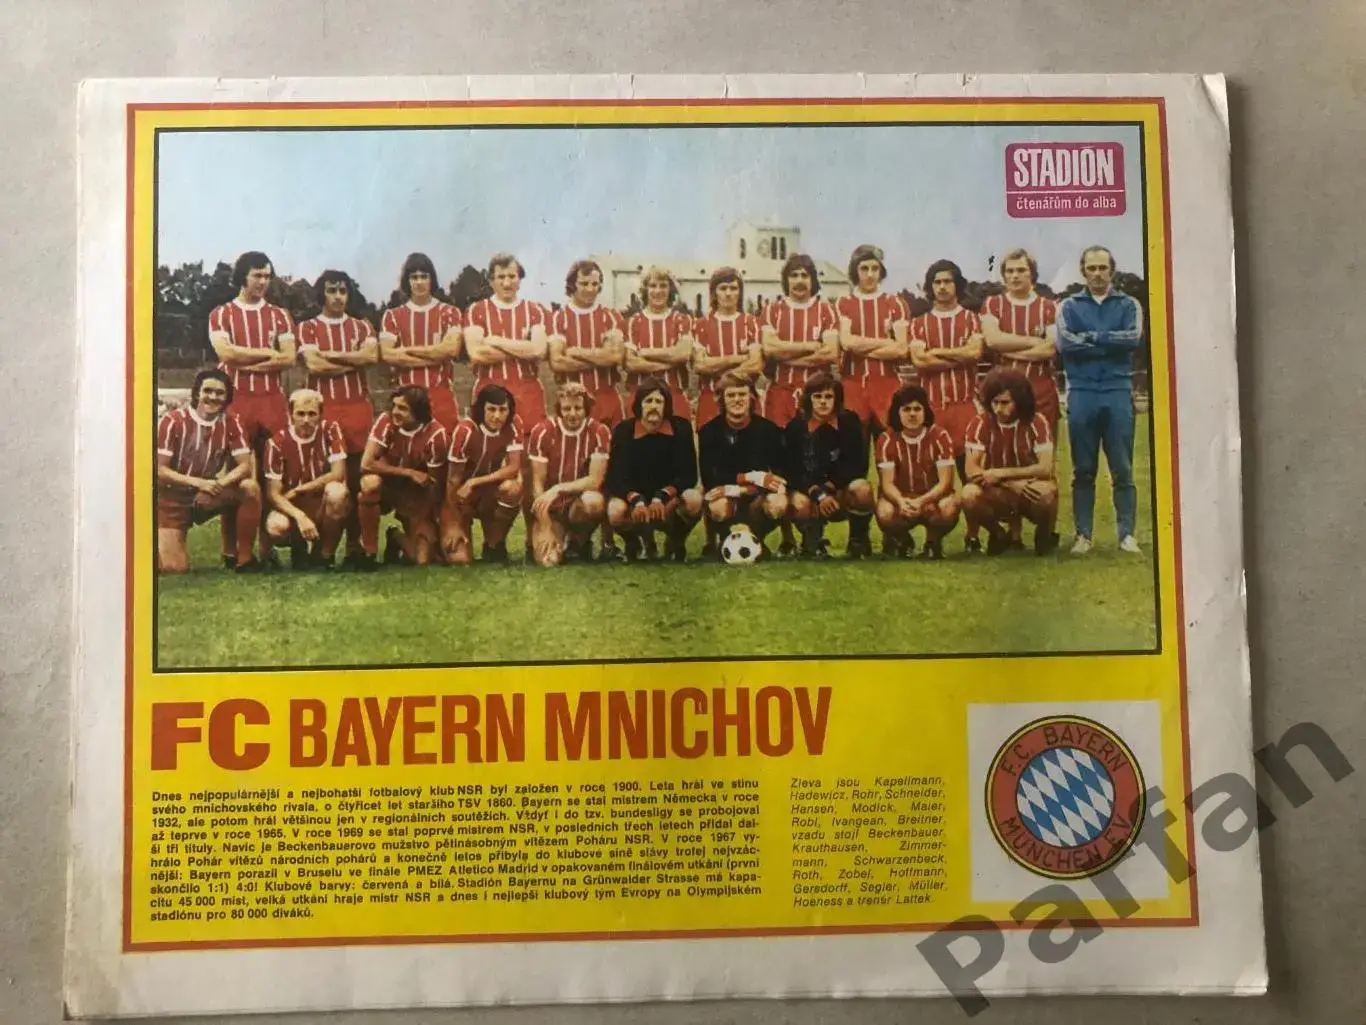 STADIÓN
čtenářům do alba
FC BAYERN MNICHOV
Dnes nejpopulárnější a nejbohatší fotbalový klub NSR byl založen v roce 1900. Léta hrál ve stínu
svého mnichovského rivala, o čtyřicet let staršího TSV 1860. Bayern se stal mistrem Německa v roce
1932, ale potom hrál většinou jen v regionálních soutěžích. Vždyť i do tzv. bundesligy se probojoval
až teprve v roce 1965. V roce 1969 se stal poprvé mistrem NSR, v posledních třech letech přidal dal-
ší tři tituly. Navíc je Beckenbauerovo mužstvo pětinásobným vítězem Poháru NSR. V roce 1967 vy-
hrálo Pohár vítězů národních pohárů a konečně letos přibyla do klubové síně slávy trofej nejvzác-
nější: Bayern porazil v Bruselu ve finále PMEZ Atletico Madrid v opakovaném finálovém utkání (první
skončilo 1:1) 4:0! Klubové barvy: červená a bílá. Stadión Bayernu na Grünwalder Strasse má kapa-
citu 45 000 míst, velká utkání hraje mistr NSR a dnes i nejlepší klubový tým Evropy na Olympijském
stadiónu pro 80 000 diváků.
Zleva jsou Kapellmann,
Hadewicz, Rohr, Schneider,
Hansen, Modick, Maier,
Robl, Ivangean, Breitner,
vzadu stojí Beckenbauer,
Krauthausen, Zimmer-
mann, Schwarzenbeck,
Roth, Zobel, Hoffmann,
Gersdorff, Segler, Müller,
Hoeness a trenér Lattek.
F.C. BAYERN
MÜNCHEN E.V.
Parfan